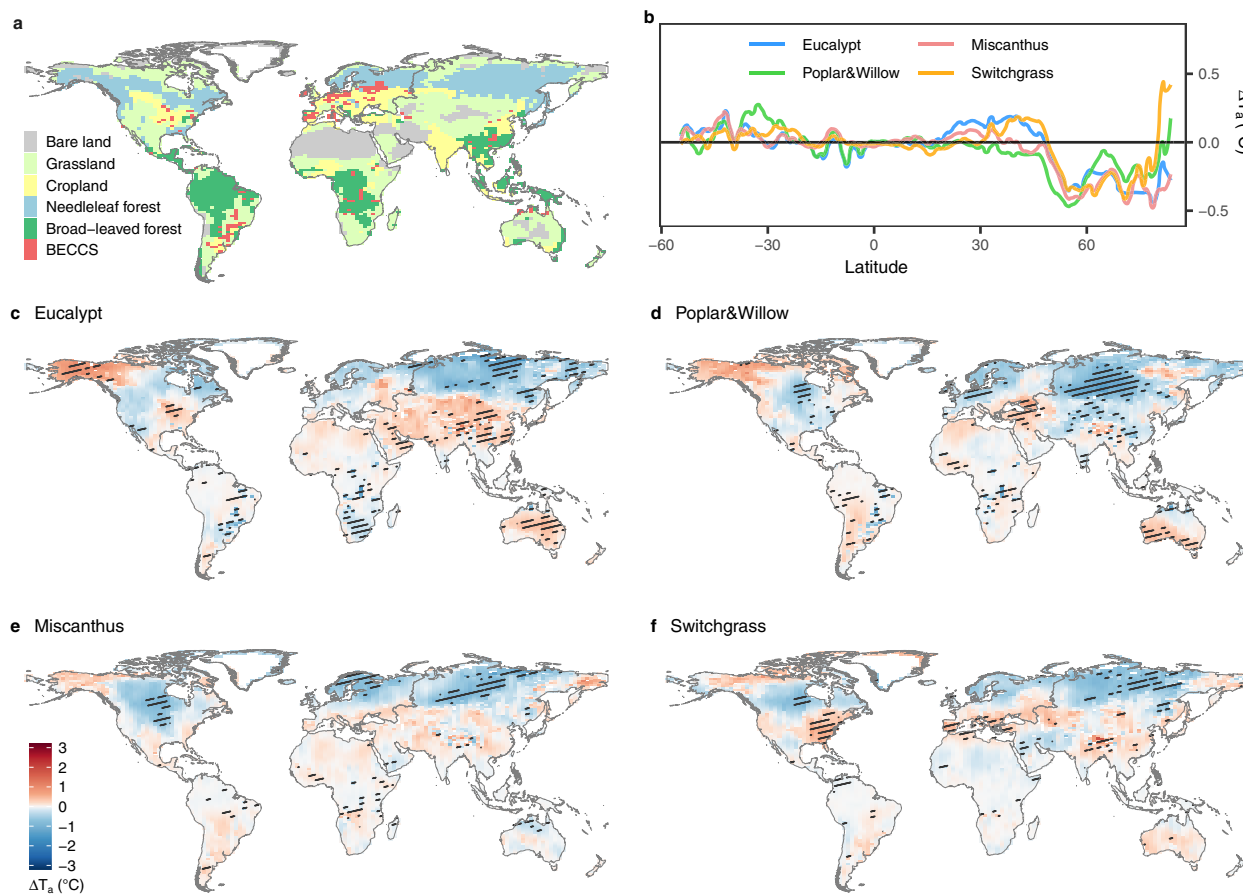 a
Bare land
Grassland
Cropland
Needleleaf forest
Broad−leaved forest
BECCS
b
Eucalypt
Miscanthus
Poplar&Willow
Switchgrass
0.5
0.0
−0.5
−60
−30
0
30
60
Latitude
c Eucalypt
d Poplar&Willow
e Miscanthus
f Switchgrass
3
2
1
0
−1
−2
−3
ΔTa (°C)